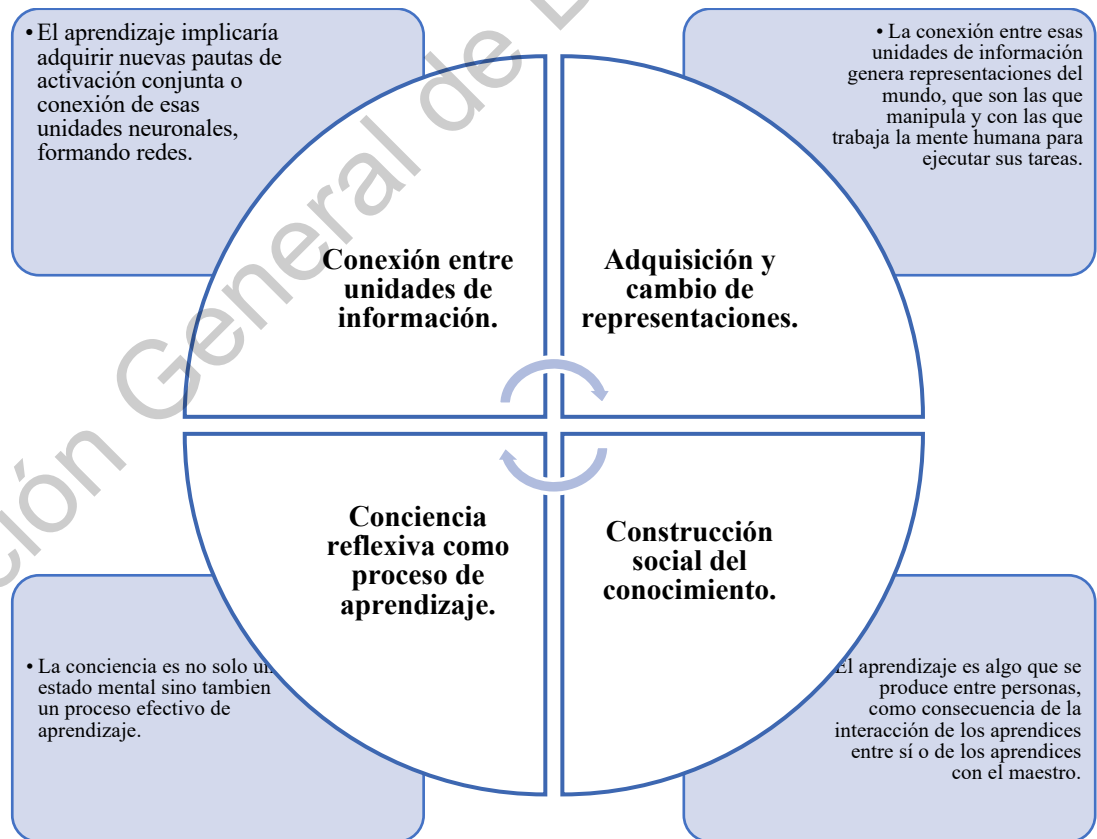 • El aprendizaje implicaría
adquirir nuevas pautas de
activación conjunta o
conexión de esas
unidades neuronales,
formando redes.
• La conexión entre esas
unidades de información
genera representaciones del
mundo, que son las que
manipula y con las que
trabaja la mente humana para
ejecutar sus tareas.
Conexión entre
unidades de
información.
Adquisición y
cambio de
representaciones.
Conciencia
reflexiva como
proceso de
aprendizaje.
Construcción
social del
conocimiento.
• La conciencia es no solo un
estado mental sino tambien
un proceso efectivo de
aprendizaje.
El aprendizaje es algo que se
produce entre personas,
como consecuencia de la
interacción de los aprendices
entre sí o de los aprendices
con el maestro.
ción General de